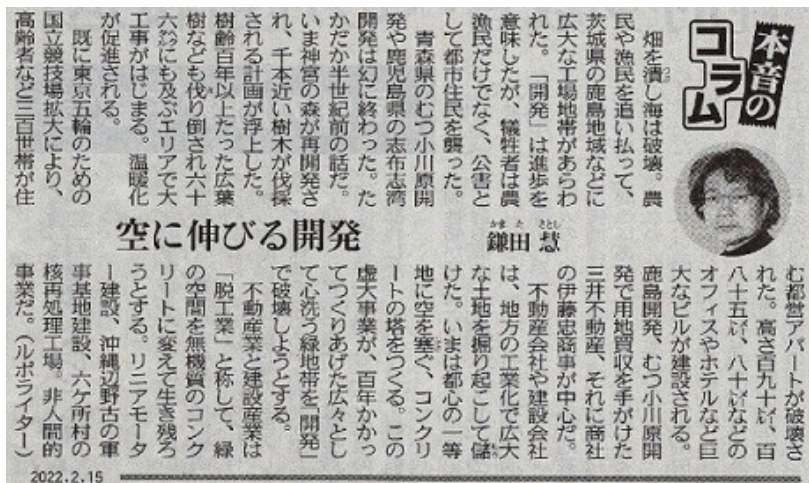 本音の
コラム
空に伸びる開発
鎌田 慧
かまた さとし
畑を潰し海は破壊。農
つぶ
民や漁民を追い払って、
茨城県の鹿島地域などに
広大な工場地帯があらわ
れた。「開発」は進歩を
意味したが、犠牲者は農
漁民だけでなく、公害と
して都市住民を襲った。
青森県のむつ小川原開
発や鹿児島県の志布志湾
開発は幻に終わった。た
かだか半世紀前の話だ。
いま神宮の森が再開発さ
れ、千本近い樹木が伐採
される計画が浮上した。
樹齢百年以上たった広葉
樹なども伐り倒され六十
六㌶にも及ぶエリアで大
工事がはじまる。温暖化
が促進される。
既に東京五輪のための
国立競技場拡大により、
高齢者など三百世帯が住
む都営アパートが破壊さ
れた。高さ百九十㍍、百
八十五㍍、八十㍍などの
オフィスやホテルなど巨
大なビルが建設される。
鹿島開発、むつ小川原開
発で用地買収を手がけた
三井不動産、それに商社
の伊藤忠商事が中心だ。
不動産会社や建設会社
は、地方の工業化で広大
な土地を掘り起こして儲
けた。いまは都心の一等
地に空を塞ぐ、コンクリ
ートの塔をつくる。この
虚大事業が、百年かかっ
てつくりあげた広々とし
て心洗う緑地帯を「開発」
で破壊しようとする。
不動産業と建設産業は
「脱工業」と称して、緑
の空間を無機質のコンク
リートに変えて生き残ろ
うとする。リニアモータ
ー建設、沖縄辺野古の軍
事基地建設、六ケ所村の
核再処理工場。非人間的
事業だ。（ルポライター）
2022.2.15